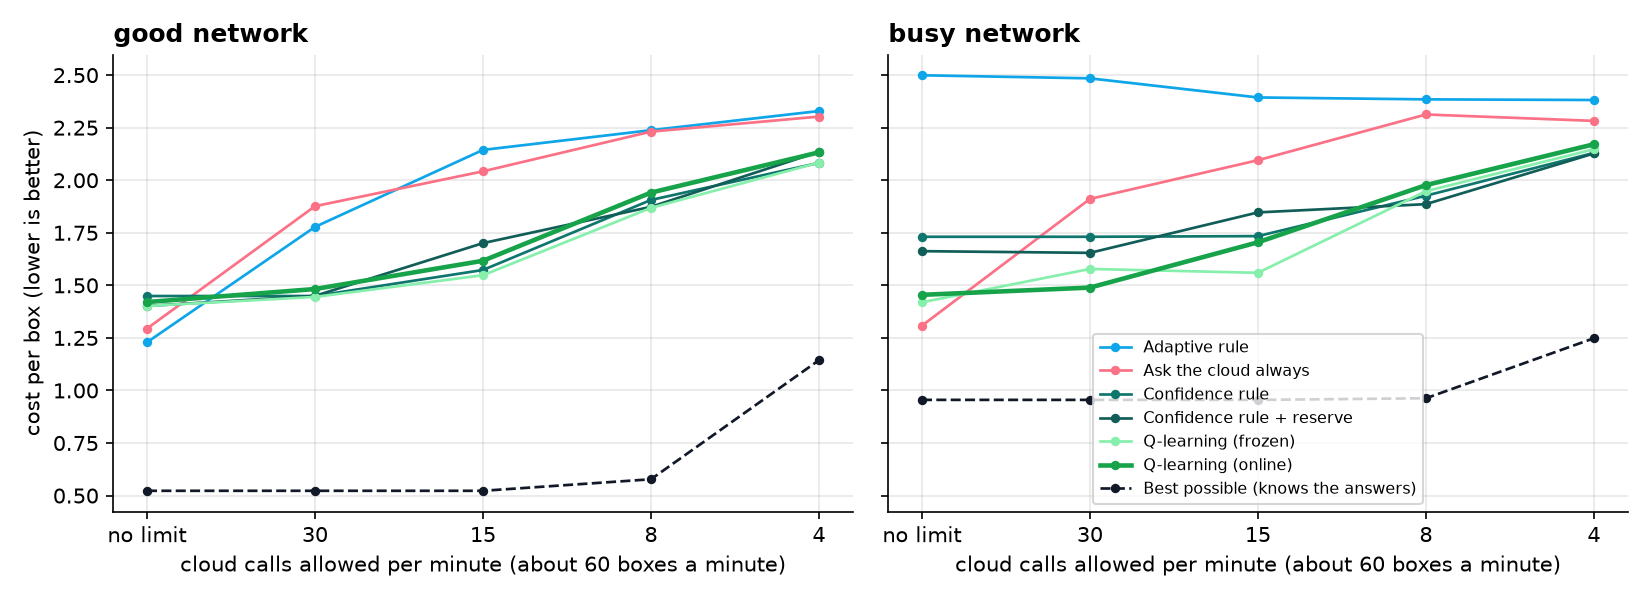 good network
busy network
cost per box (lower is better)
2.50
2.25
2.00
1.75
1.50
1.25
1.00
0.75
0.50
no limit
30
15
8
4
cloud calls allowed per minute (about 60 boxes a minute)
no limit
30
15
8
4
cloud calls allowed per minute (about 60 boxes a minute)
Adaptive rule
Ask the cloud always
Confidence rule
Confidence rule + reserve
Q-learning (frozen)
Q-learning (online)
Best possible (knows the answers)